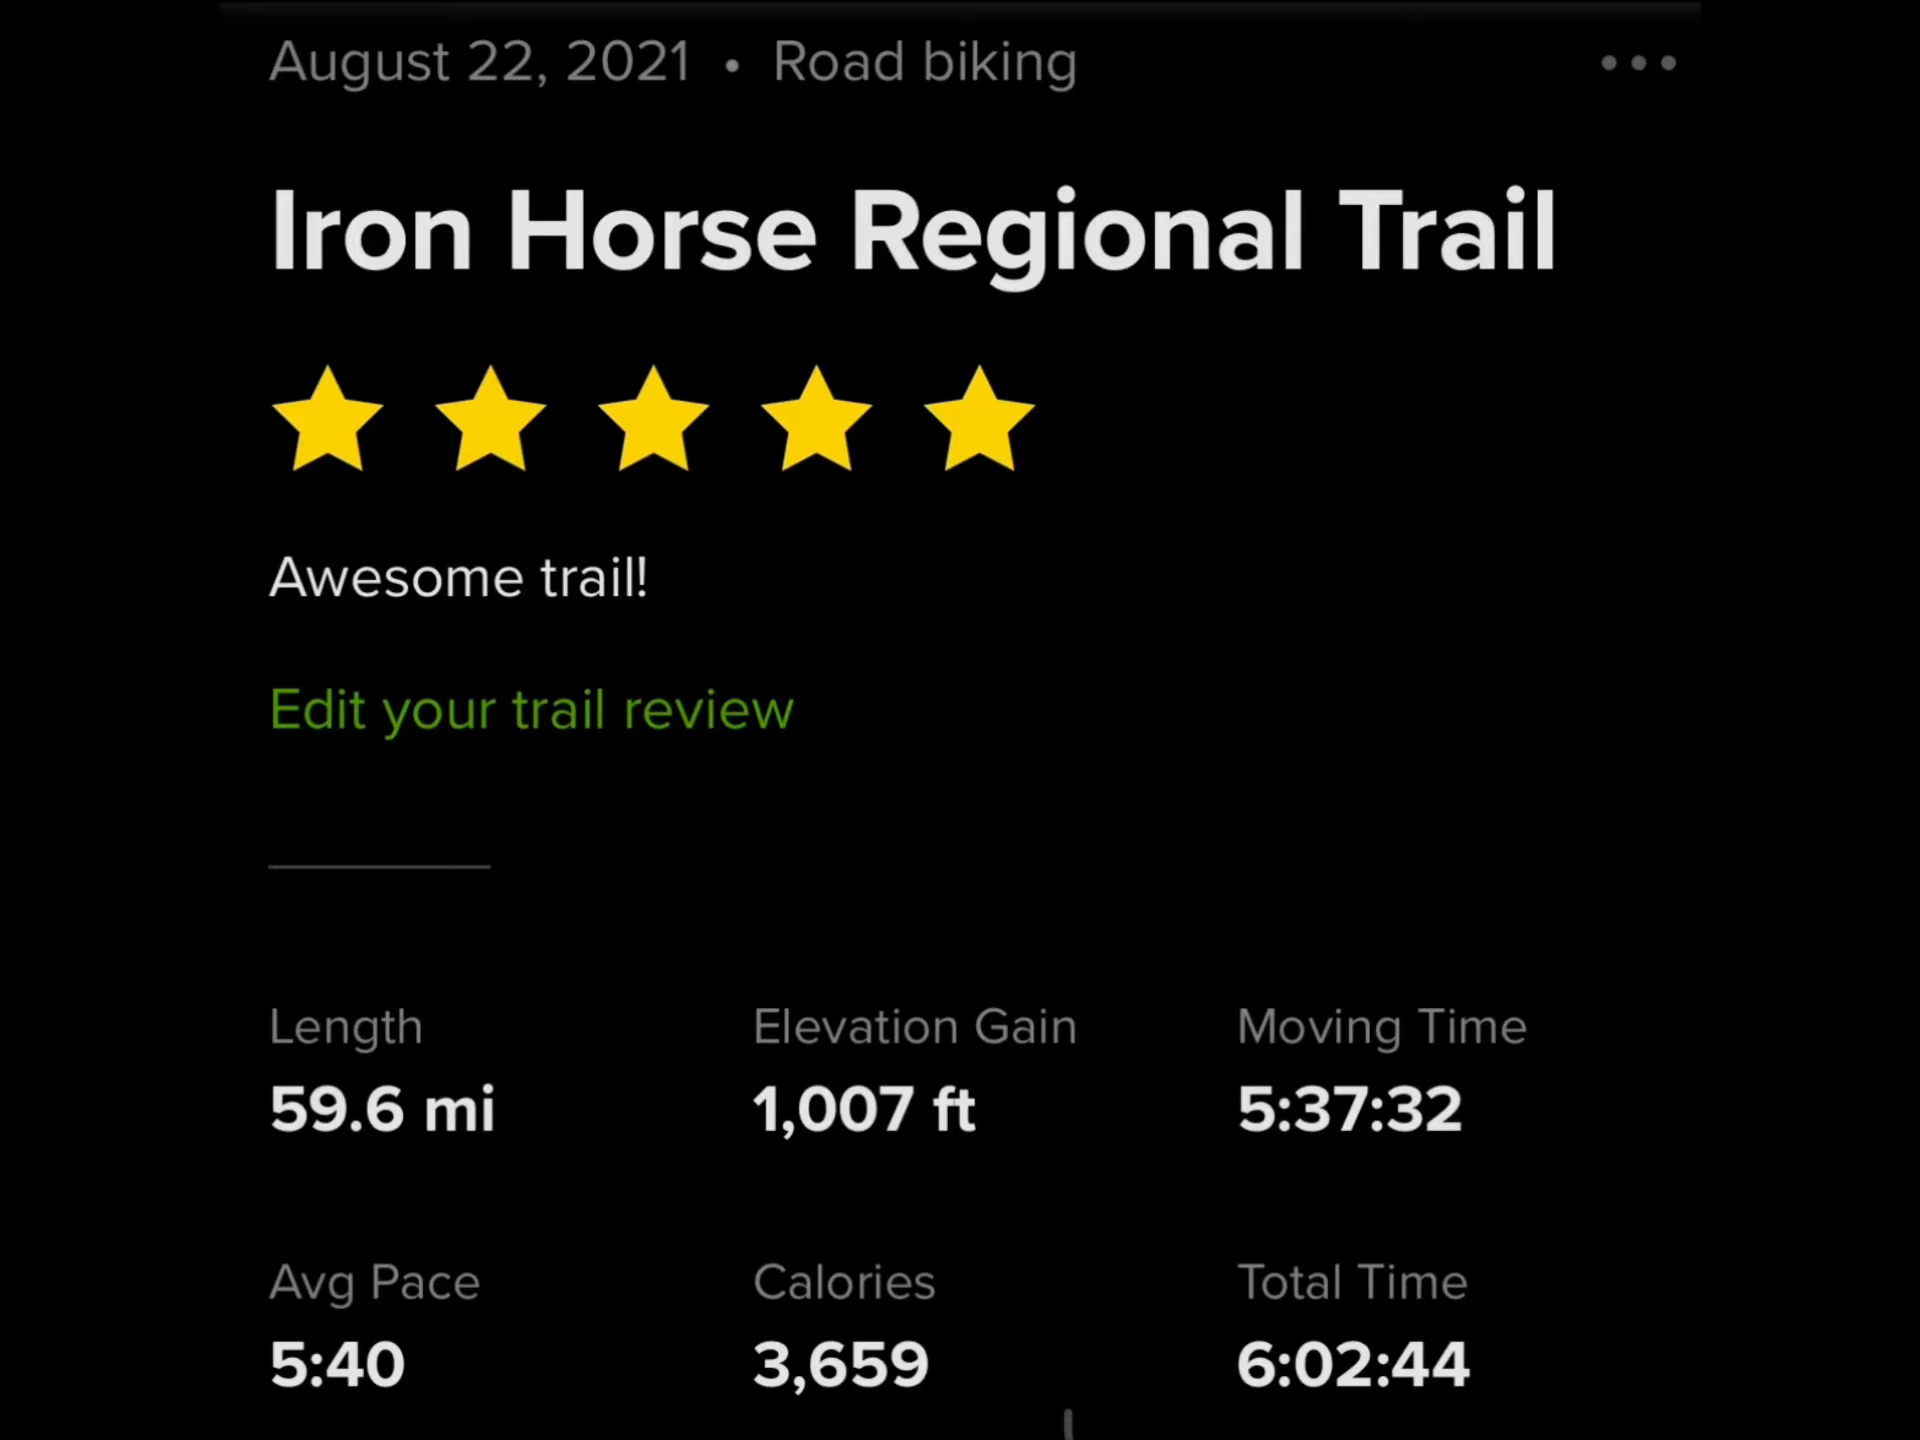 August 22, 2021 • Road biking
Iron Horse Regional Trail
Awesome trail!
Edit your trail review
Length Elevation Gain Moving Time
59.6 mi 1,007 ft 5:37:32
Avg Pace Calories Total Time
5:40 3,659 6:02:44